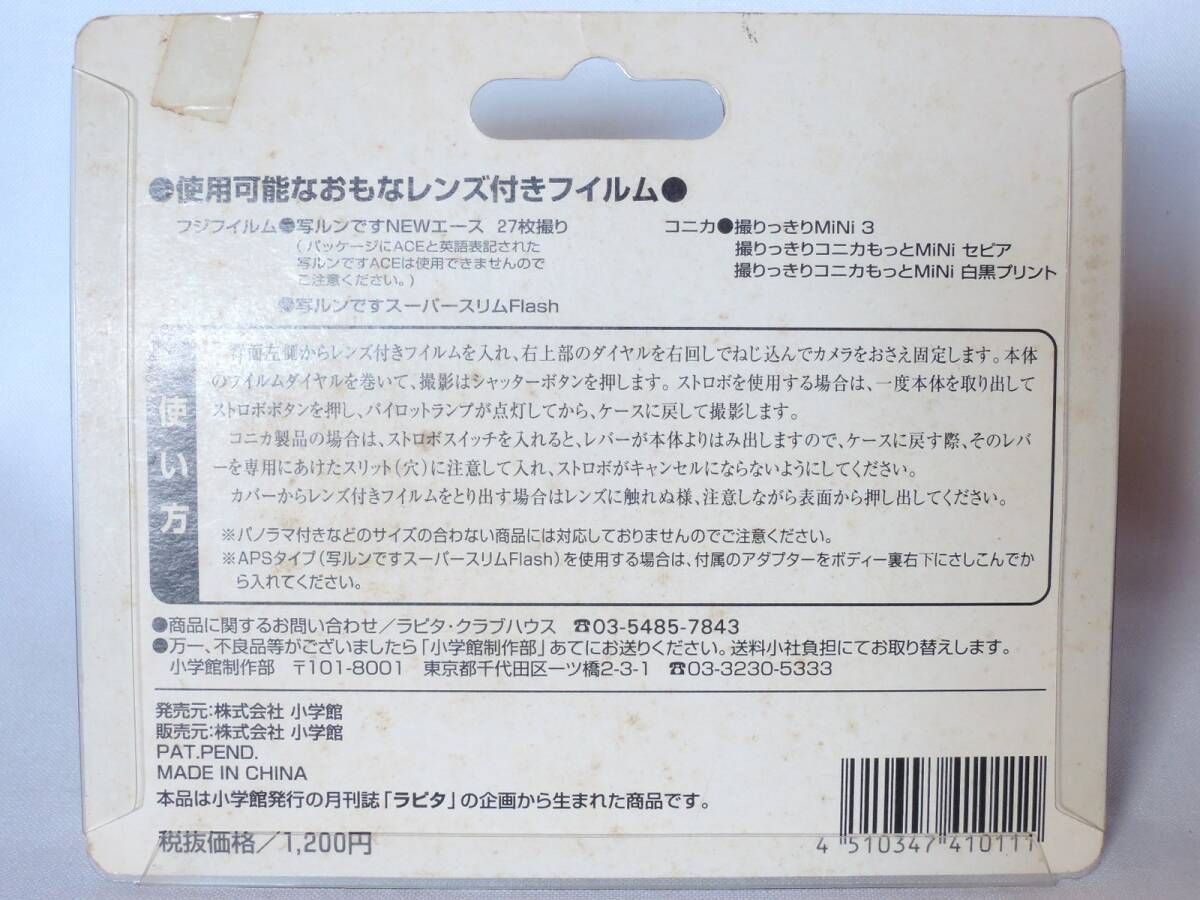 ●使用可能なおもなレンズ付きフイルム●
フジフイルム●写ルンですNEWエース 27枚撮り
(パッケージにACEと英語表記された
写ルンですACEは使用できませんので
ご注意ください。)
●写ルンですスーパースリムFlash
コニカ●撮りっきりMiNi 3
撮りっきりコニカもっとMiNi セピア
撮りっきりコニカもっとMiNi 白黒プリント
使い方
背面左側からレンズ付きフイルムを入れ、右上部のダイヤルを右回しでねじ込んでカメラをおさえ固定します。本体
のフイルムダイヤルを巻いて、撮影はシャッターボタンを押します。ストロボを使用する場合は、一度本体を取り出して
ストロボボタンを押し、パイロットランプが点灯してから、ケースに戻して撮影します。
コニカ製品の場合は、ストロボスイッチを入れると、レバーが本体よりはみ出しますので、ケースに戻す際、そのレバ
ーを専用にあけたスリット(穴)に注意して入れ、ストロボがキャンセルにならないようにしてください。
カバーからレンズ付きフイルムをとり出す場合はレンズに触れぬ様、注意しながら表面から押し出してください。
※パノラマ付きなどのサイズの合わない商品には対応しておりませんのでご注意ください。
※APSタイプ(写ルンですスーパースリムFlash)を使用する場合は、付属のアダプターをボディー裏右下にさしこんでか
ら入れてください。
●商品に関するお問い合わせ/ラピタ・クラブハウス ☎03-5485-7843
●万一、不良品等がございましたら「小学館制作部」あてにお送りください。送料小社負担にてお取り替えします。
小学館制作部 〒101-8001 東京都千代田区一ツ橋2-3-1 ☎03-3230-5333
発売元:株式会社 小学館
販売元:株式会社 小学館
PAT.PEND.
MADE IN CHINA
本品は小学館発行の月刊誌「ラピタ」の企画から生まれた商品です。
税抜価格/1,200円
4 510347 410111